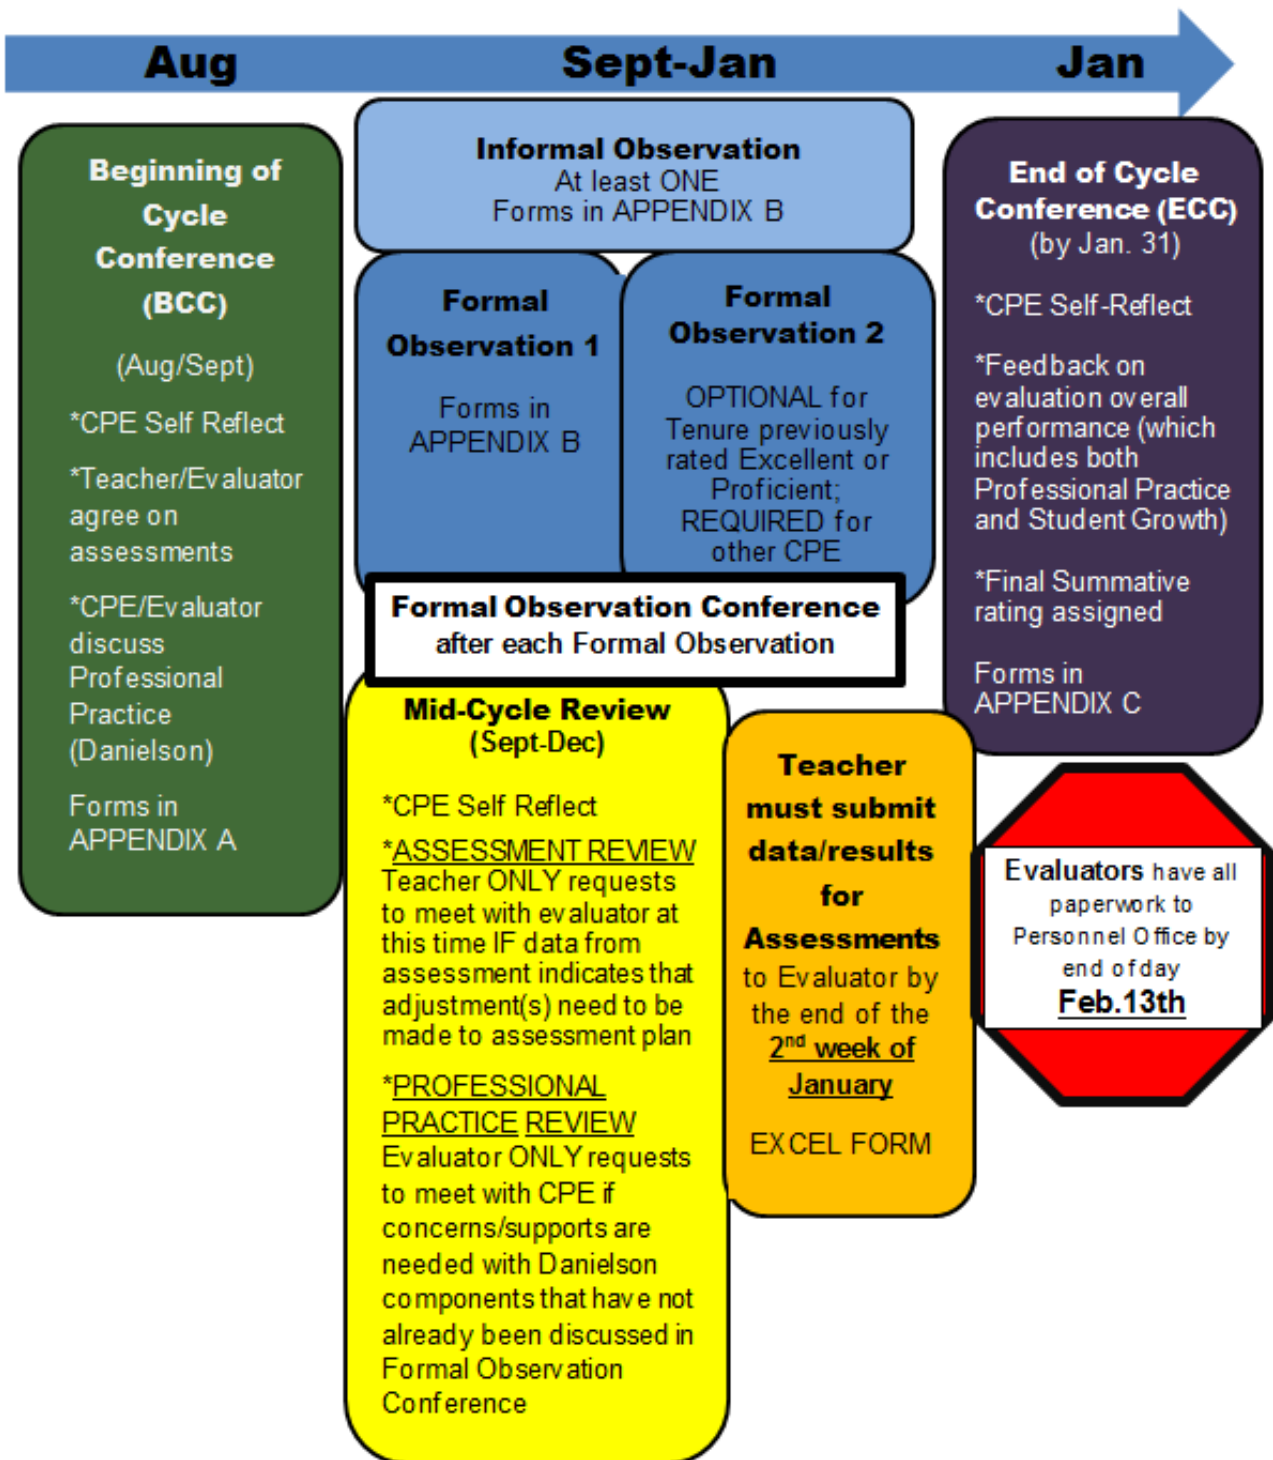 Aug
Sept-Jan
Jan
Beginning of
Cycle
Conference
(BCC)
(Aug/Sept)
*CPE Self Reflect
*Teacher/Evaluator
agree on
assessments
*CPE/Evaluator
discuss
Professional
Practice
(Danielson)
Forms in
APPENDIX A
Informal Observation
At least ONE
Forms in APPENDIX B
Formal
Observation 1
Forms in
APPENDIX B
Formal
Observation 2
OPTIONAL for
Tenure previously
rated Excellent or
Proficient;
REQUIRED for
other CPE
Formal Observation Conference
after each Formal Observation
Mid-Cycle Review
(Sept-Dec)
*CPE Self Reflect
*ASSESSMENT REVIEW
Teacher ONLY requests
to meet with evaluator at
this time IF data from
assessment indicates that
adjustment(s) need to be
made to assessment plan
*PROFESSIONAL
PRACTICE REVIEW
Evaluator ONLY requests
to meet with CPE if
concerns/supports are
needed with Danielson
components that have not
already been discussed in
Formal Observation
Conference
Teacher
must submit
data/results
for
Assessments
to Evaluator by
the end of the
2nd week of
January
EXCEL FORM
End of Cycle
Conference (ECC)
(by Jan. 31)
*CPE Self-Reflect
*Feedback on
evaluation overall
performance (which
includes both
Professional Practice
and Student Growth)
*Final Summative
rating assigned
Forms in
APPENDIX C
Evaluators have all
paperwork to
Personnel Office by
end of day
Feb.13th